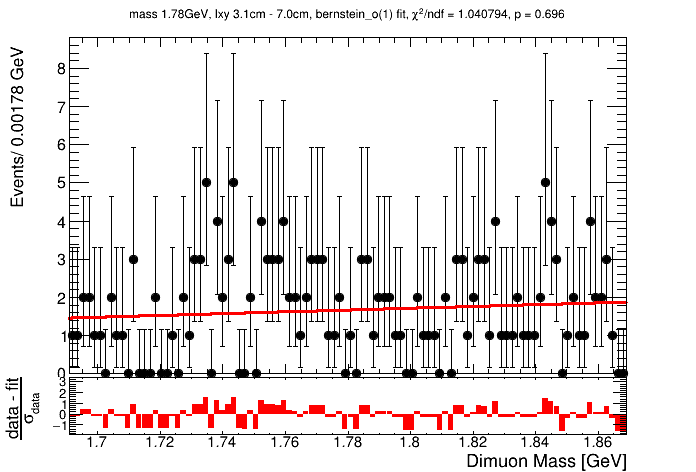 mass 1.78GeV, lxy 3.1cm - 7.0cm, bernstein_o(1) fit, χ²/ndf = 1.040794, p = 0.696
Events/ 0.00178 GeV
8
7
6
5
4
3
2
1
0
data - fit
σdata
3
2
1
0
−1
1.7 1.72 1.74 1.76 1.78 1.8 1.82 1.84 1.86
Dimuon Mass [GeV]